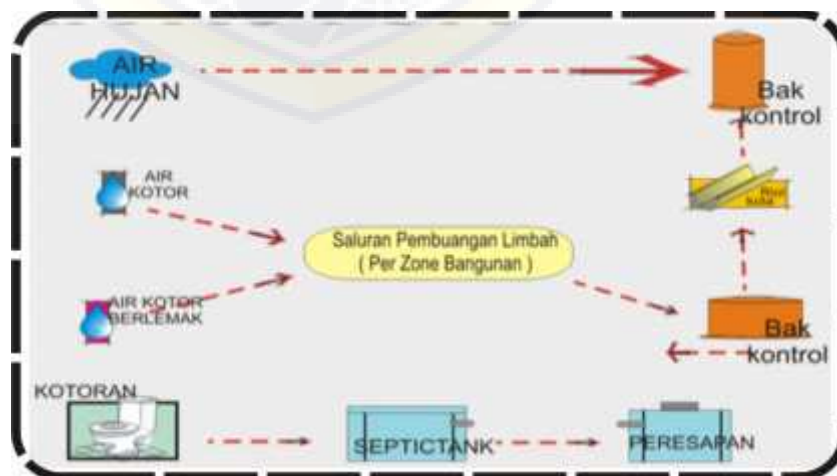 AIR
HUJAN
Bak
kontrol
AIR
KOTOR
Saluran Pembuangan Limbah
( Per Zone Bangunan )
AIR KOTOR
BERLEMAK
Bak
kontrol
KOTORAN
SEPTICTANK
PERESAPAN